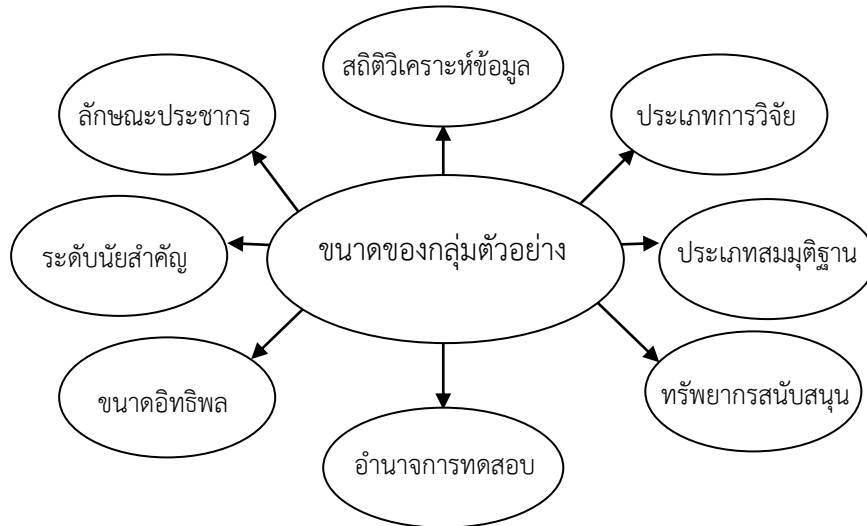 สถิติวิเคราะห์ข้อมูล
ลักษณะประชากร
ประเภทการวิจัย
ขนาดของกลุ่มตัวอย่าง
ระดับนัยสำคัญ
ประเภทสมมุติฐาน
ขนาดอิทธิพล
ทรัพยากรสนับสนุน
อำนาจการทดสอบ